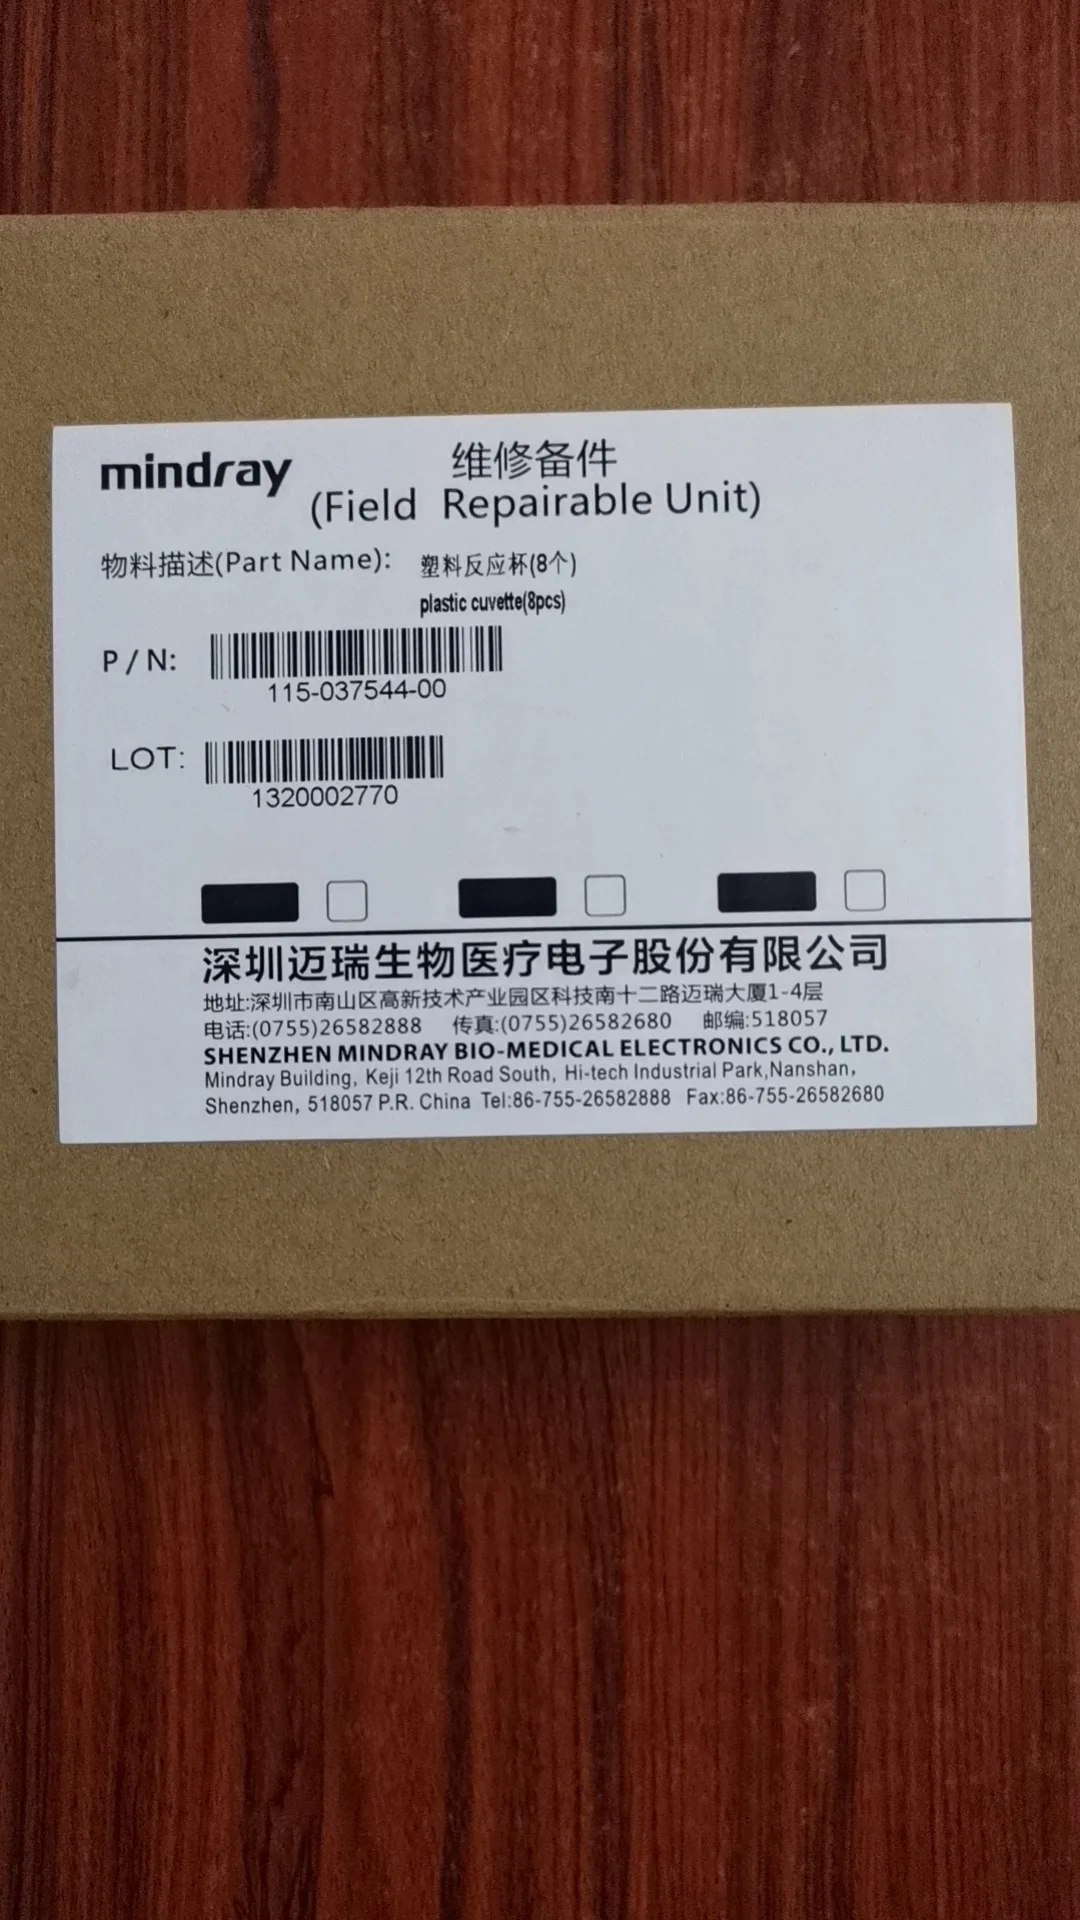 mindray
维修备件
(Field Repairable Unit)
物料描述(Part Name): 塑料反应杯(8个)
plastic cuvette(8pcs)
P / N:
115-037544-00
LOT:
1320002770
深圳迈瑞生物医疗电子股份有限公司
地址:深圳市南山区高新技术产业园区科技南十二路迈瑞大厦1-4层
电话:(0755)26582888 传真:(0755)26582680 邮编:518057
SHENZHEN MINDRAY BIO-MEDICAL ELECTRONICS CO., LTD.
Mindray Building, Keji 12th Road South, Hi-tech Industrial Park,Nanshan,
Shenzhen, 518057 P.R. China Tel:86-755-26582888 Fax:86-755-26582680